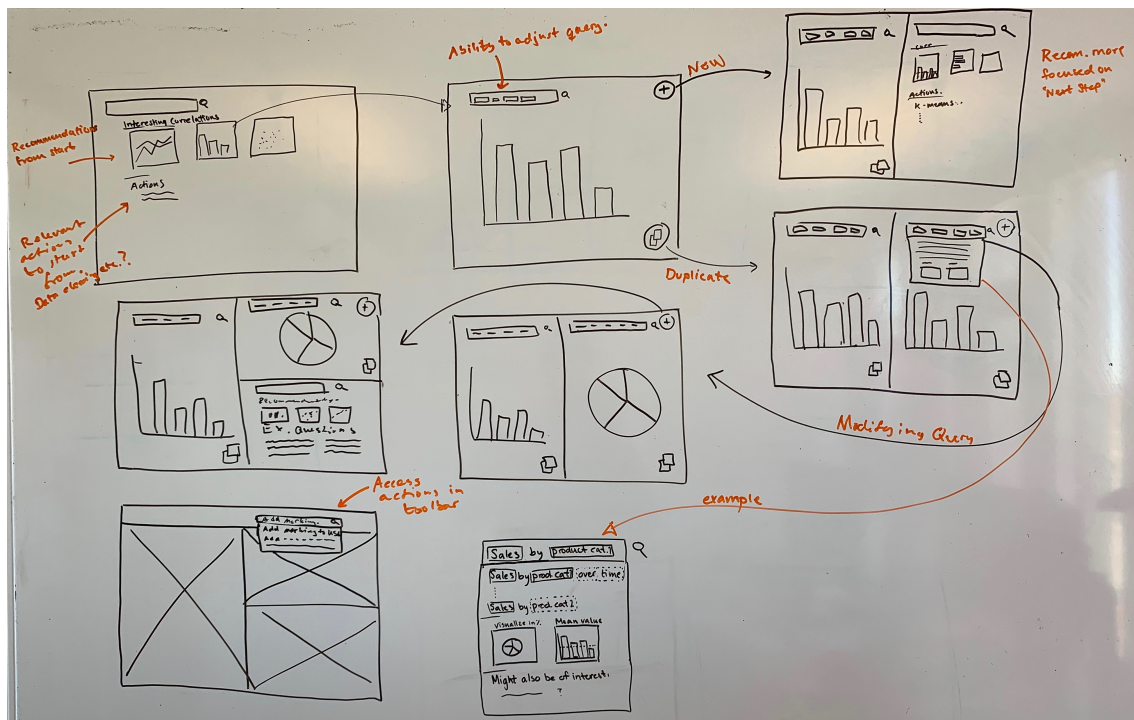 Recommendations
from start
Interesting Correlations
Actions
Relevant
actions
to start
from.
Data cleaning etc.?
Ability to adjust query.
New
Duplicate
Actions.
K-means...
Recom. more
focused on
"Next Step"
Modifying Query
Ex. Questions
example
Access
actions in
toolbar
Add marking.
Add marking to
Add
Sales by product cat.1
Sales by prod.cat1 over time.
Sales by prod.cat2
Visualize in %
Mean value
Might also be of interest.
?